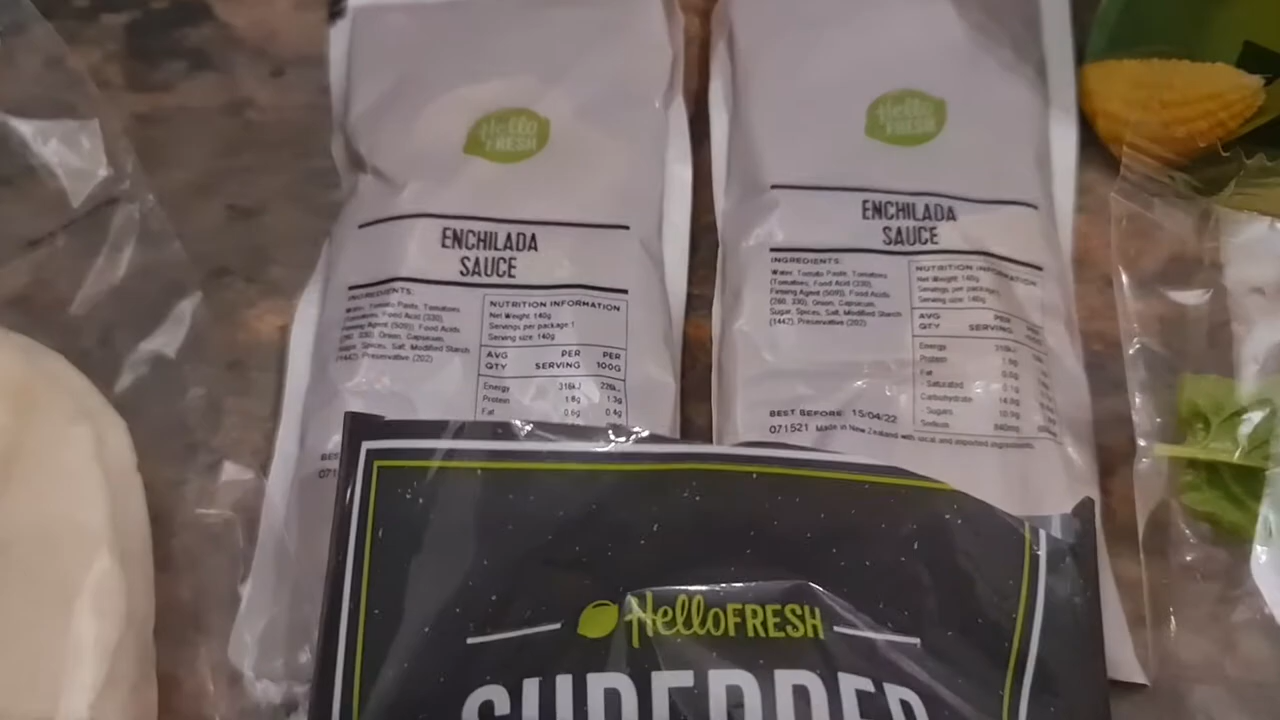 Hello
FRESH
ENCHILADA
SAUCE
INGREDIENTS:
Water, Tomato Paste, Tomatoes
(Tomatoes, Food Acid (330),
Firming Agent (509)), Food Acids
(260, 330), Onion, Capsicum,
Sugar, Spices, Salt, Modified Starch
(1442), Preservative (202)
NUTRITION INFORMATION
Net Weight: 140g
Servings per package: 1
Serving size: 140g
AVG QTY PER SERVING PER 100G
Energy 316kJ 226kJ
Protein 1.8g 1.3g
Fat 0.6g 0.4g
BES
071
Hello
FRESH
ENCHILADA
SAUCE
INGREDIENTS:
Water, Tomato Paste, Tomatoes
(Tomatoes, Food Acid (330),
Firming Agent (509)), Food Acids
(260, 330), Onion, Capsicum,
Sugar, Spices, Salt, Modified Starch
(1442), Preservative (202)
NUTRITION INFORMATION
Net Weight: 140g
Servings per package:
Serving size: 140g
AVG QTY PER SERVING PER
Energy 316kJ
Protein 1.8g
Fat 0.6g
- Saturated 0.1g
Carbohydrate 14.0g
- Sugars 10.9g
Sodium 840mg
BEST BEFORE: 15/04/22
071521 Made in New Zealand with local and imported ingredients.
HelloFRESH
SHREDDED